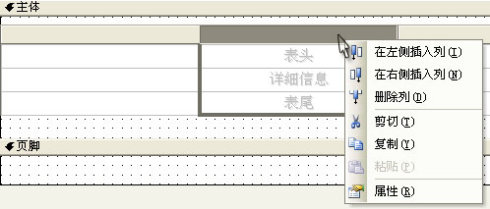 主体
表头
详细信息
表尾
页脚
在左侧插入列(I)
在右侧插入列(N)
删除列(D)
剪切(T)
复制(Y)
粘贴(P)
属性(R)